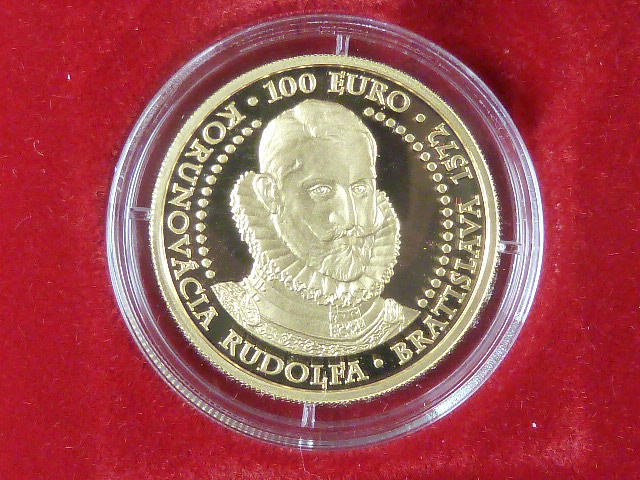 · 100 EURO ·
KORUNOVÁCIA RUDOLFA · BRATISLAVA 1572